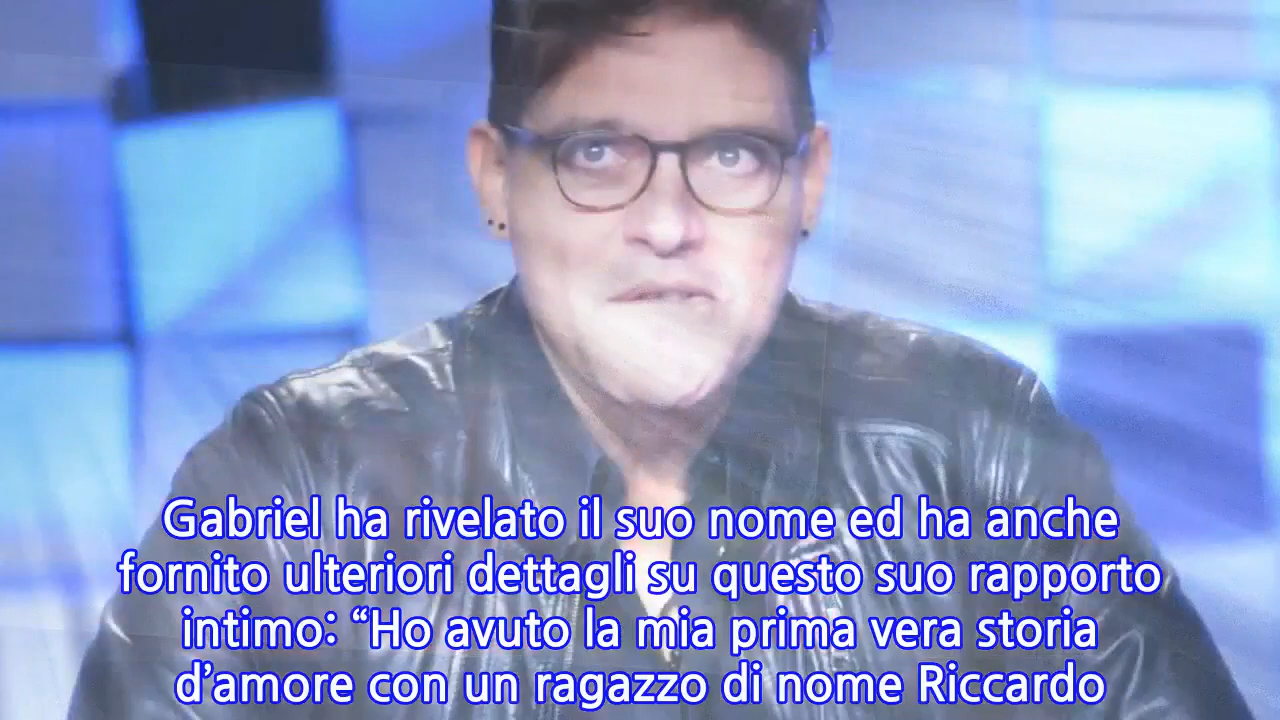 Gabriel ha rivelato il suo nome ed ha anche
fornito ulteriori dettagli su questo suo rapporto
intimo: “Ho avuto la mia prima vera storia
d’amore con un ragazzo di nome Riccardo